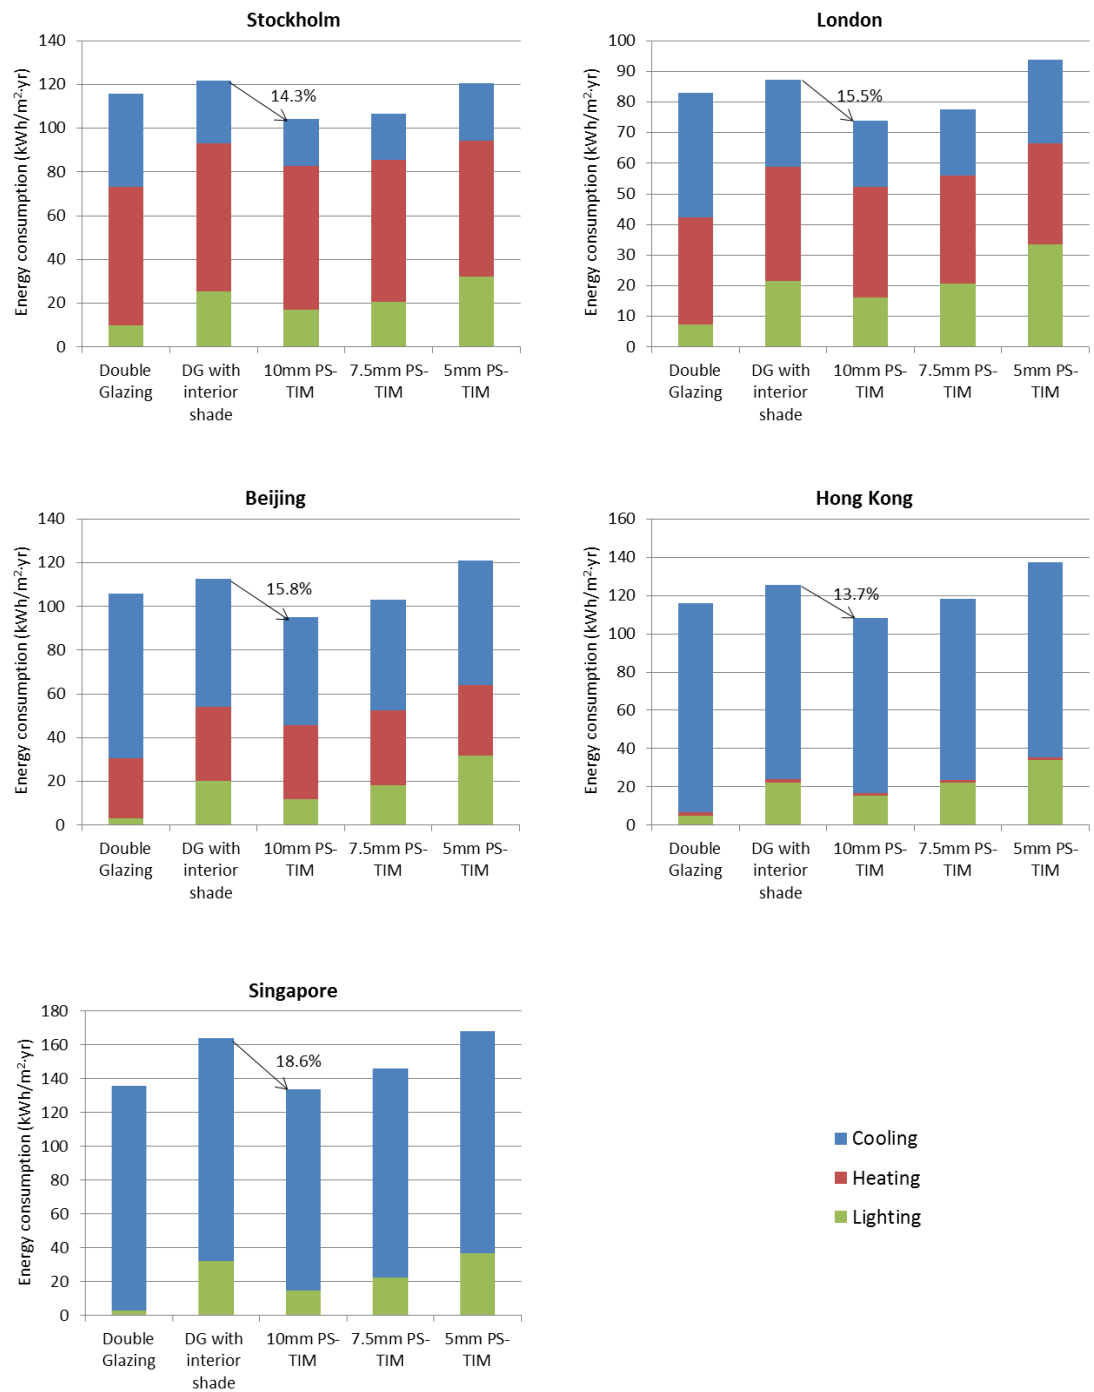 Stockholm
Energy consumption (kWh/m²·yr)
140
120
100
80
60
40
20
0
14.3%
Double Glazing
DG with interior shade
10mm PS-TIM
7.5mm PS-TIM
5mm PS-TIM
London
Energy consumption (kWh/m²·yr)
100
90
80
70
60
50
40
30
20
10
0
15.5%
Double Glazing
DG with interior shade
10mm PS-TIM
7.5mm PS-TIM
5mm PS-TIM
Beijing
Energy consumption (kWh/m²·yr)
140
120
100
80
60
40
20
0
15.8%
Double Glazing
DG with interior shade
10mm PS-TIM
7.5mm PS-TIM
5mm PS-TIM
Hong Kong
Energy consumption (kWh/m²·yr)
160
140
120
100
80
60
40
20
0
13.7%
Double Glazing
DG with interior shade
10mm PS-TIM
7.5mm PS-TIM
5mm PS-TIM
Singapore
Energy consumption (kWh/m²·yr)
180
160
140
120
100
80
60
40
20
0
18.6%
Double Glazing
DG with interior shade
10mm PS-TIM
7.5mm PS-TIM
5mm PS-TIM
Cooling
Heating
Lighting